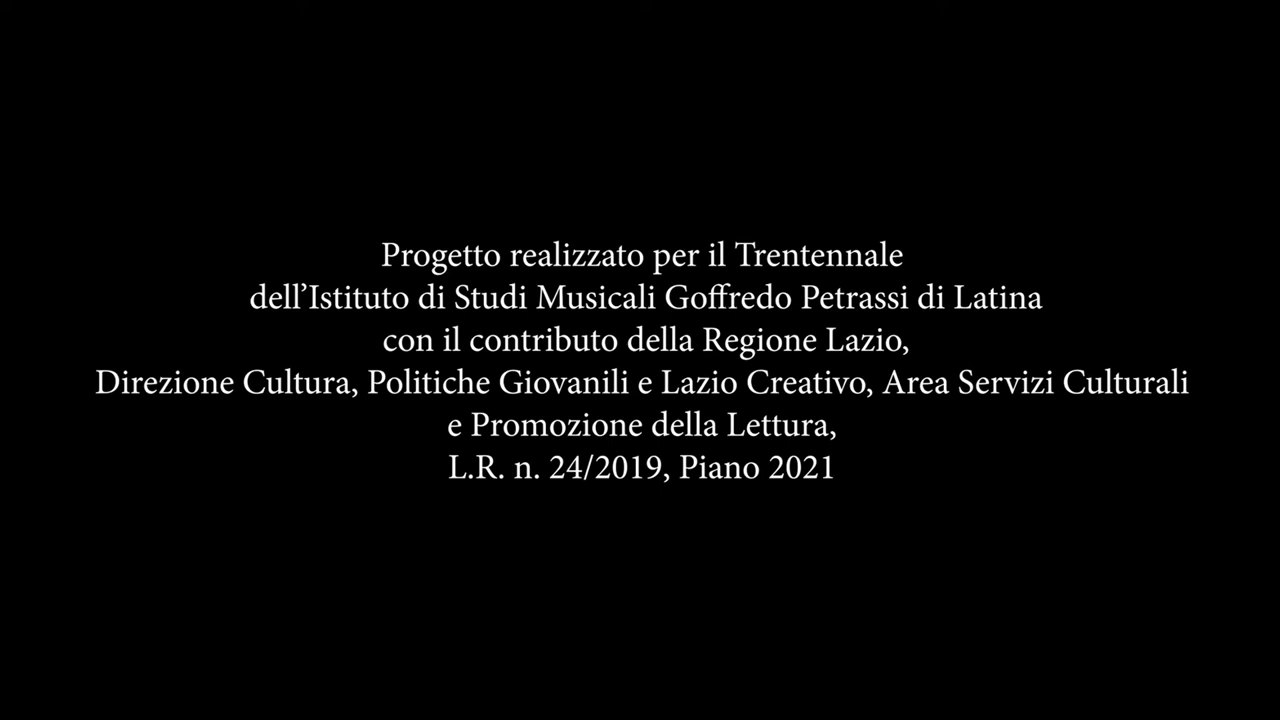 Progetto realizzato per il Trentennale
dell’Istituto di Studi Musicali Goffredo Petrassi di Latina
con il contributo della Regione Lazio,
Direzione Cultura, Politiche Giovanili e Lazio Creativo, Area Servizi Culturali
e Promozione della Lettura,
L.R. n. 24/2019, Piano 2021